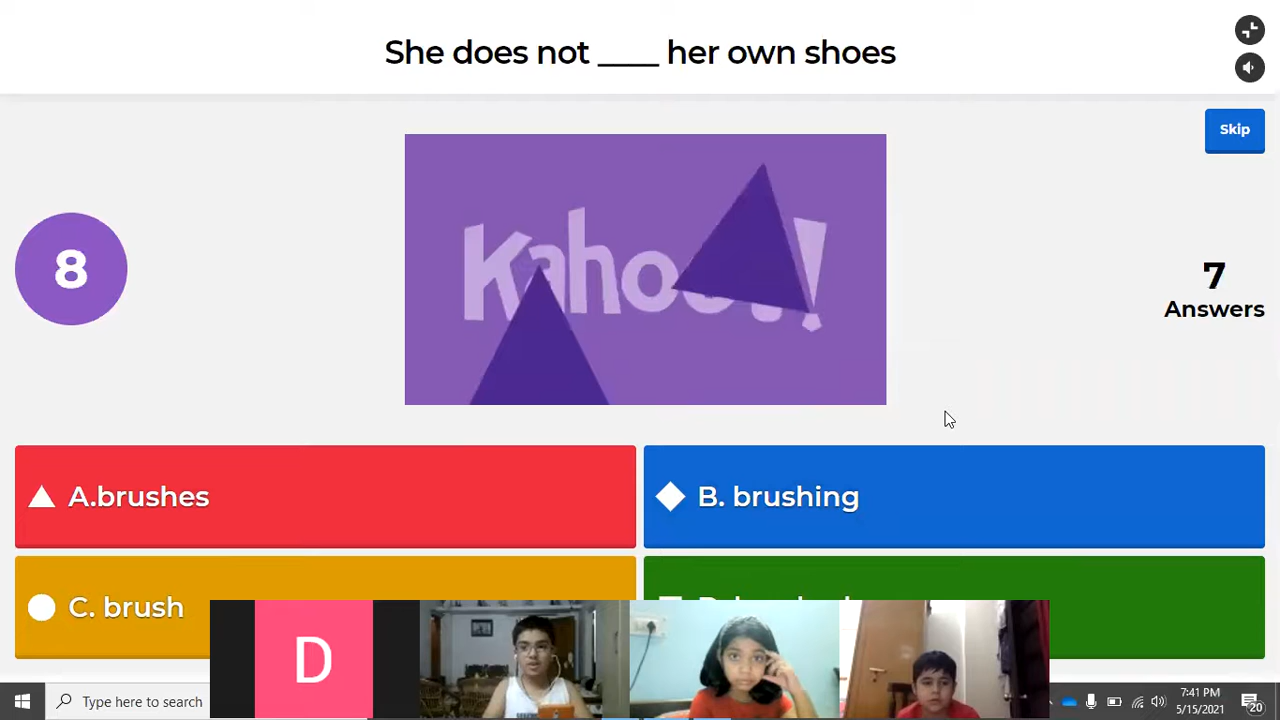 She does not ____ her own shoes
Skip
8
Kahoot!
7
Answers
A.brushes
B. brushing
C. brush
D
Type here to search
7:41 PM
5/15/2021
20